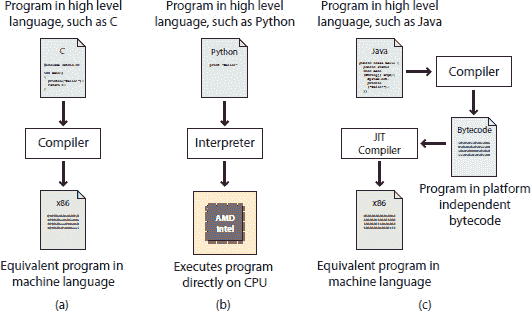 Program in high level
language, such as C
C
Compiler
x86
Equivalent program in
machine language
(a)
Program in high level
language, such as Python
Python
Interpreter
AMD
Intel
Executes program
directly on CPU
(b)
Program in high level
language, such as Java
Java
Compiler
Bytecode
Program in platform
independent
bytecode
JIT
Compiler
x86
Equivalent program in
machine language
(c)